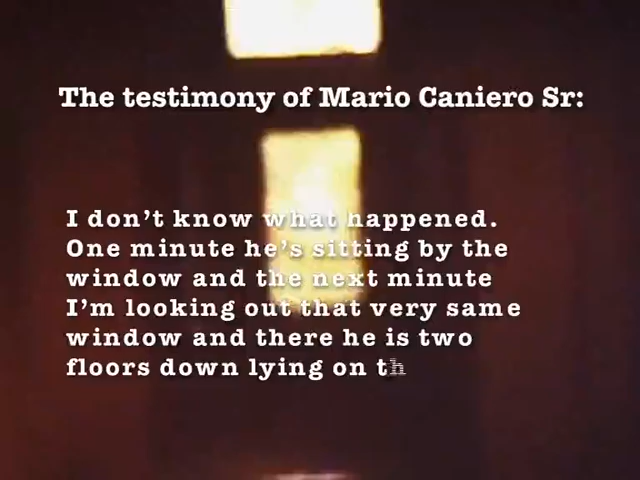 The testimony of Mario Caniero Sr:
I don't know what happened.
One minute he's sitting by the
window and the next minute
I'm looking out that very same
window and there he is two
floors down lying on th